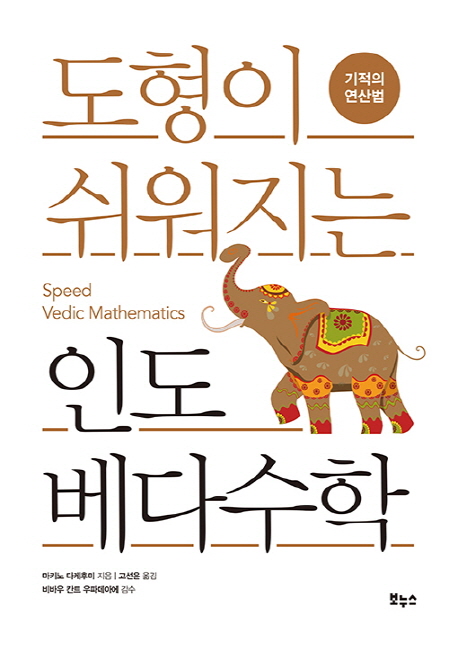 도형이
기적의
연산법
쉬워지는
Speed
Vedic Mathematics
인도
베다수학
마키노 다케후미 지음 | 고선윤 옮김
비바우 칸트 우파데아에 감수
보누스